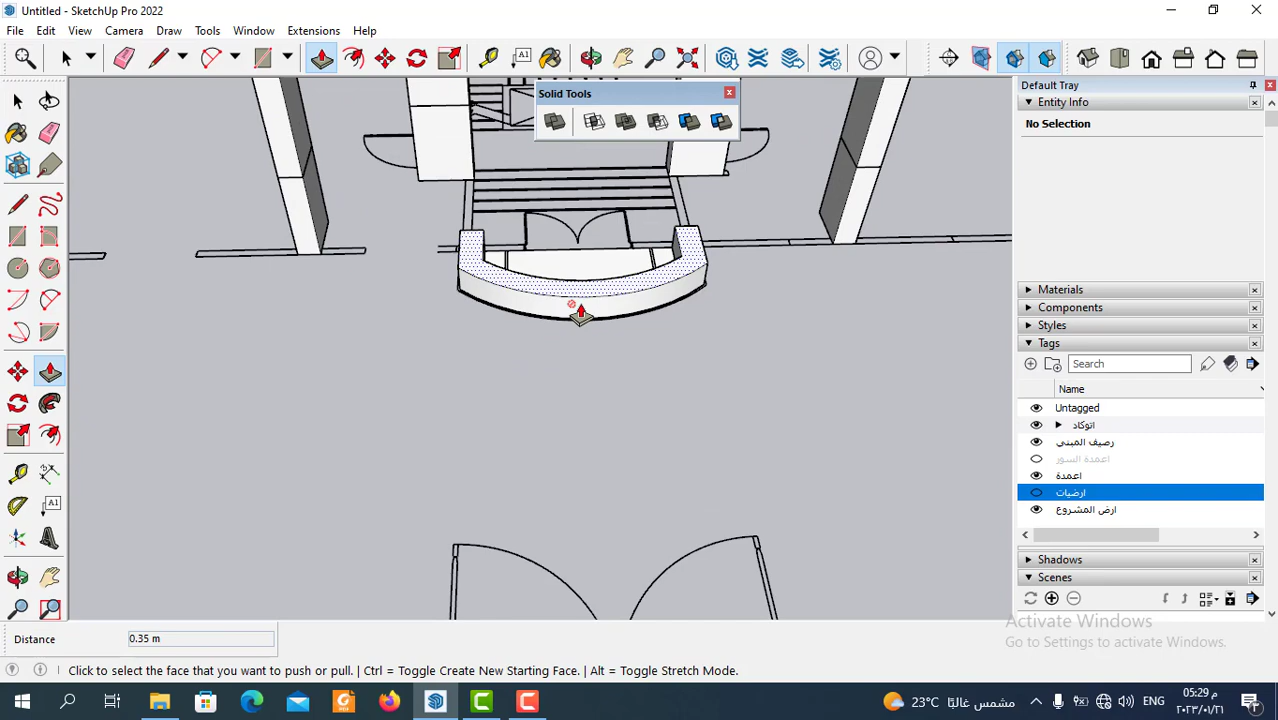 Untitled - SketchUp Pro 2022
File Edit View Camera Draw Tools Window Extensions Help
Solid Tools
Default Tray
Entity Info
No Selection
Materials
Components
Styles
Tags
Search
Name
Untagged
اتوكاد
رصيف المبنى
اعمدة السور
اعمدة
ارضيات
ارض المشروع
Shadows
Scenes
Activate Windows
Go to Settings to activate Windows.
Distance 0.35 m
Click to select the face that you want to push or pull. | Ctrl = Toggle Create New Starting Face. | Alt = Toggle Stretch Mode.
23°C مشمس غالبًا
ENG
05:29 م
٢٠٢٣/٠١/٢١